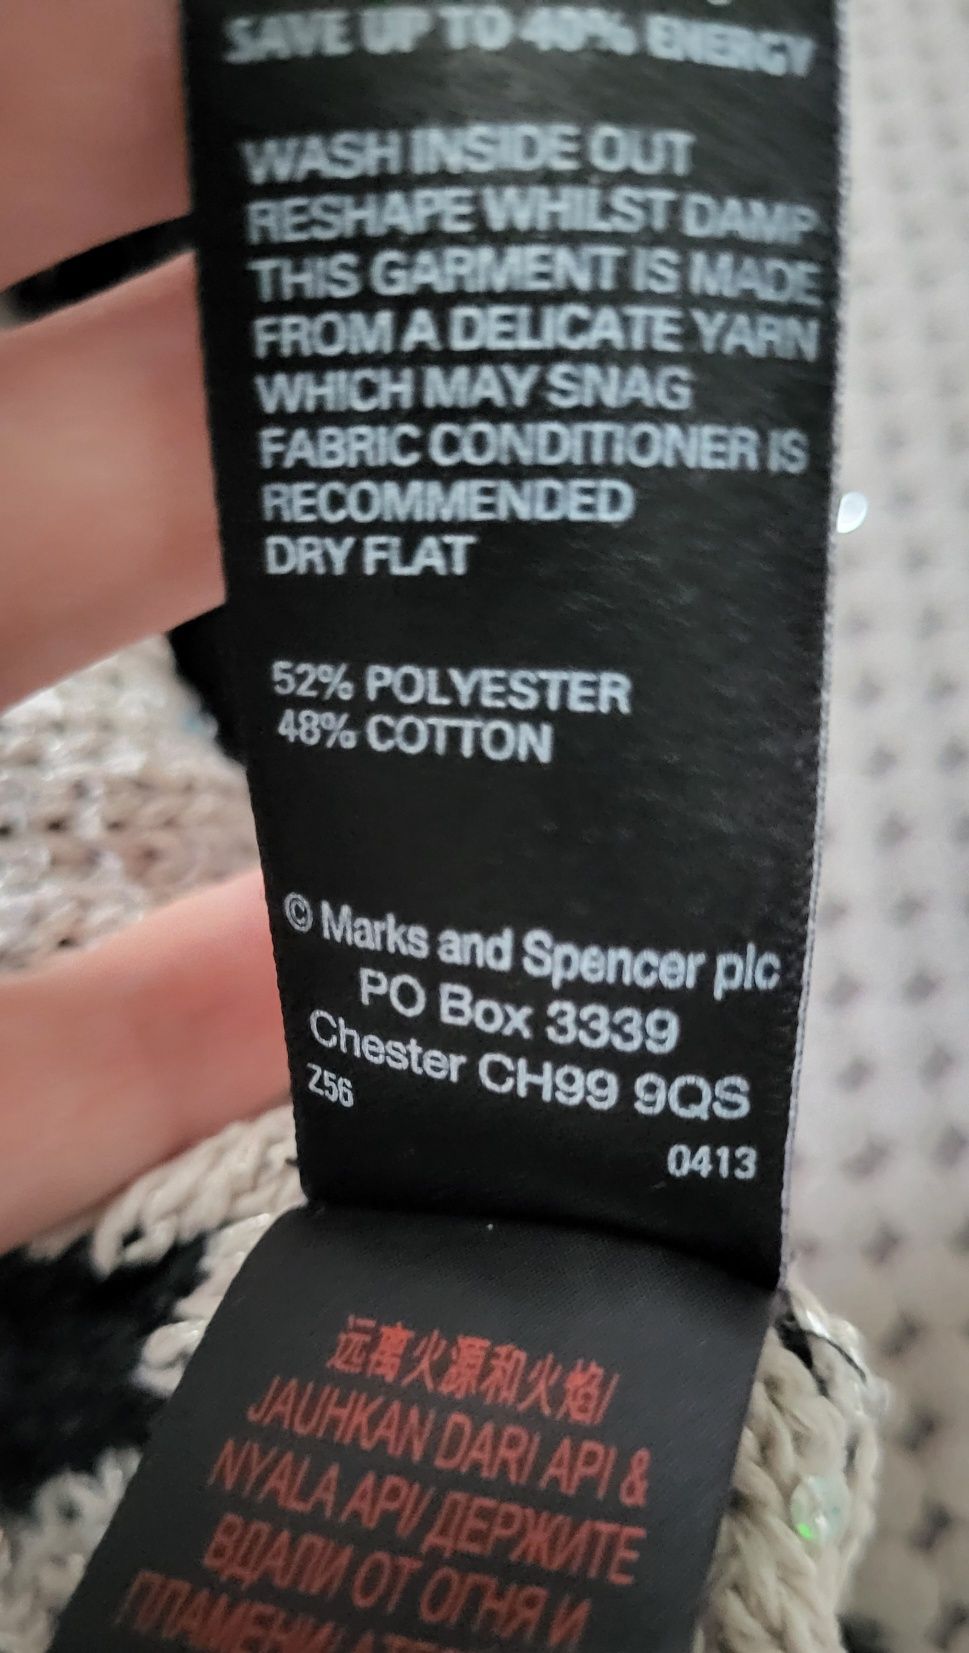 SAVE UP TO 40% ENERGY
WASH INSIDE OUT
RESHAPE WHILST DAMP
THIS GARMENT IS MADE
FROM A DELICATE YARN
WHICH MAY SNAG
FABRIC CONDITIONER IS
RECOMMENDED
DRY FLAT
52% POLYESTER
48% COTTON
© Marks and Spencer plc
PO Box 3339
Chester CH99 9QS
Z56
0413
远离火源和火焰/
JAUHKAN DARI API &
NYALA API/ ДЕРЖИТЕ
ВДАЛИ ОТ ОГНЯ И
ПЛАМЕНИ/